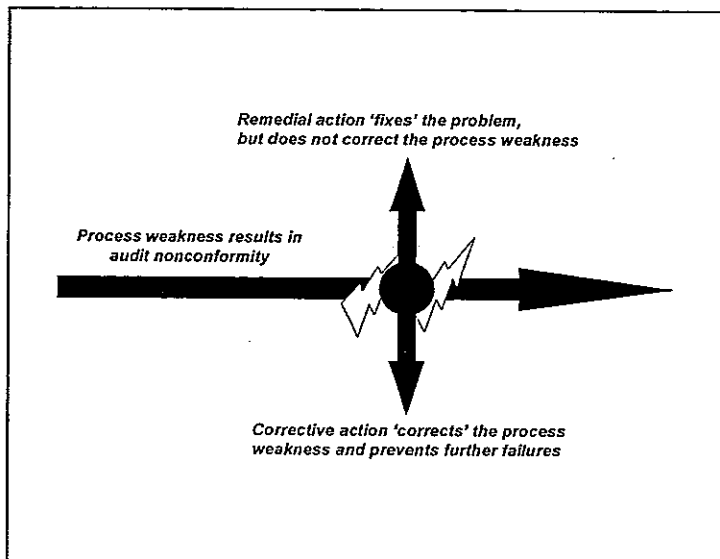 Remedial action 'fixes' the problem,
but does not correct the process weakness
Process weakness results in
audit nonconformity
Corrective action 'corrects' the process
weakness and prevents further failures